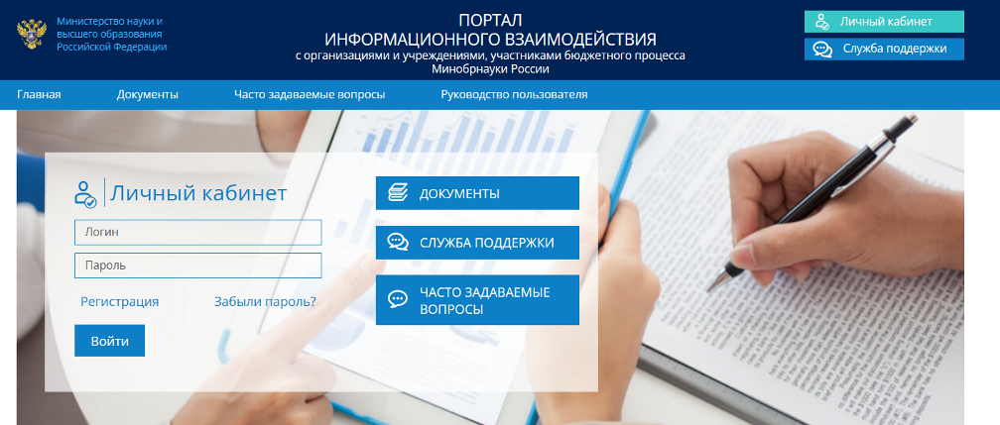 Министерство науки и
высшего образования
Российской Федерации
ПОРТАЛ
ИНФОРМАЦИОННОГО ВЗАИМОДЕЙСТВИЯ
с организациями и учреждениями, участниками бюджетного процесса
Минобрнауки России
Личный кабинет
Служба поддержки
Главная
Документы
Часто задаваемые вопросы
Руководство пользователя
Личный кабинет
Логин
Пароль
Регистрация
Забыли пароль?
Войти
ДОКУМЕНТЫ
СЛУЖБА ПОДДЕРЖКИ
ЧАСТО ЗАДАВАЕМЫЕ
ВОПРОСЫ